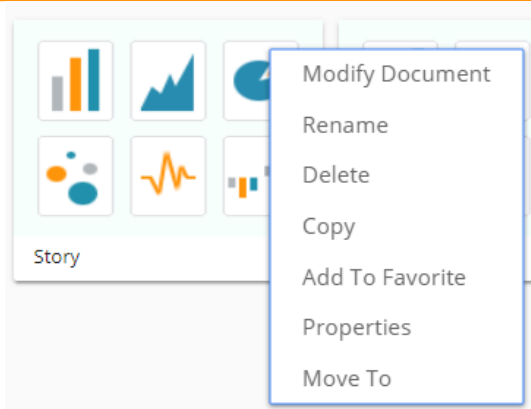 Modify Document
Rename
Delete
Copy
Story
Add To Favorite
Properties
Move To